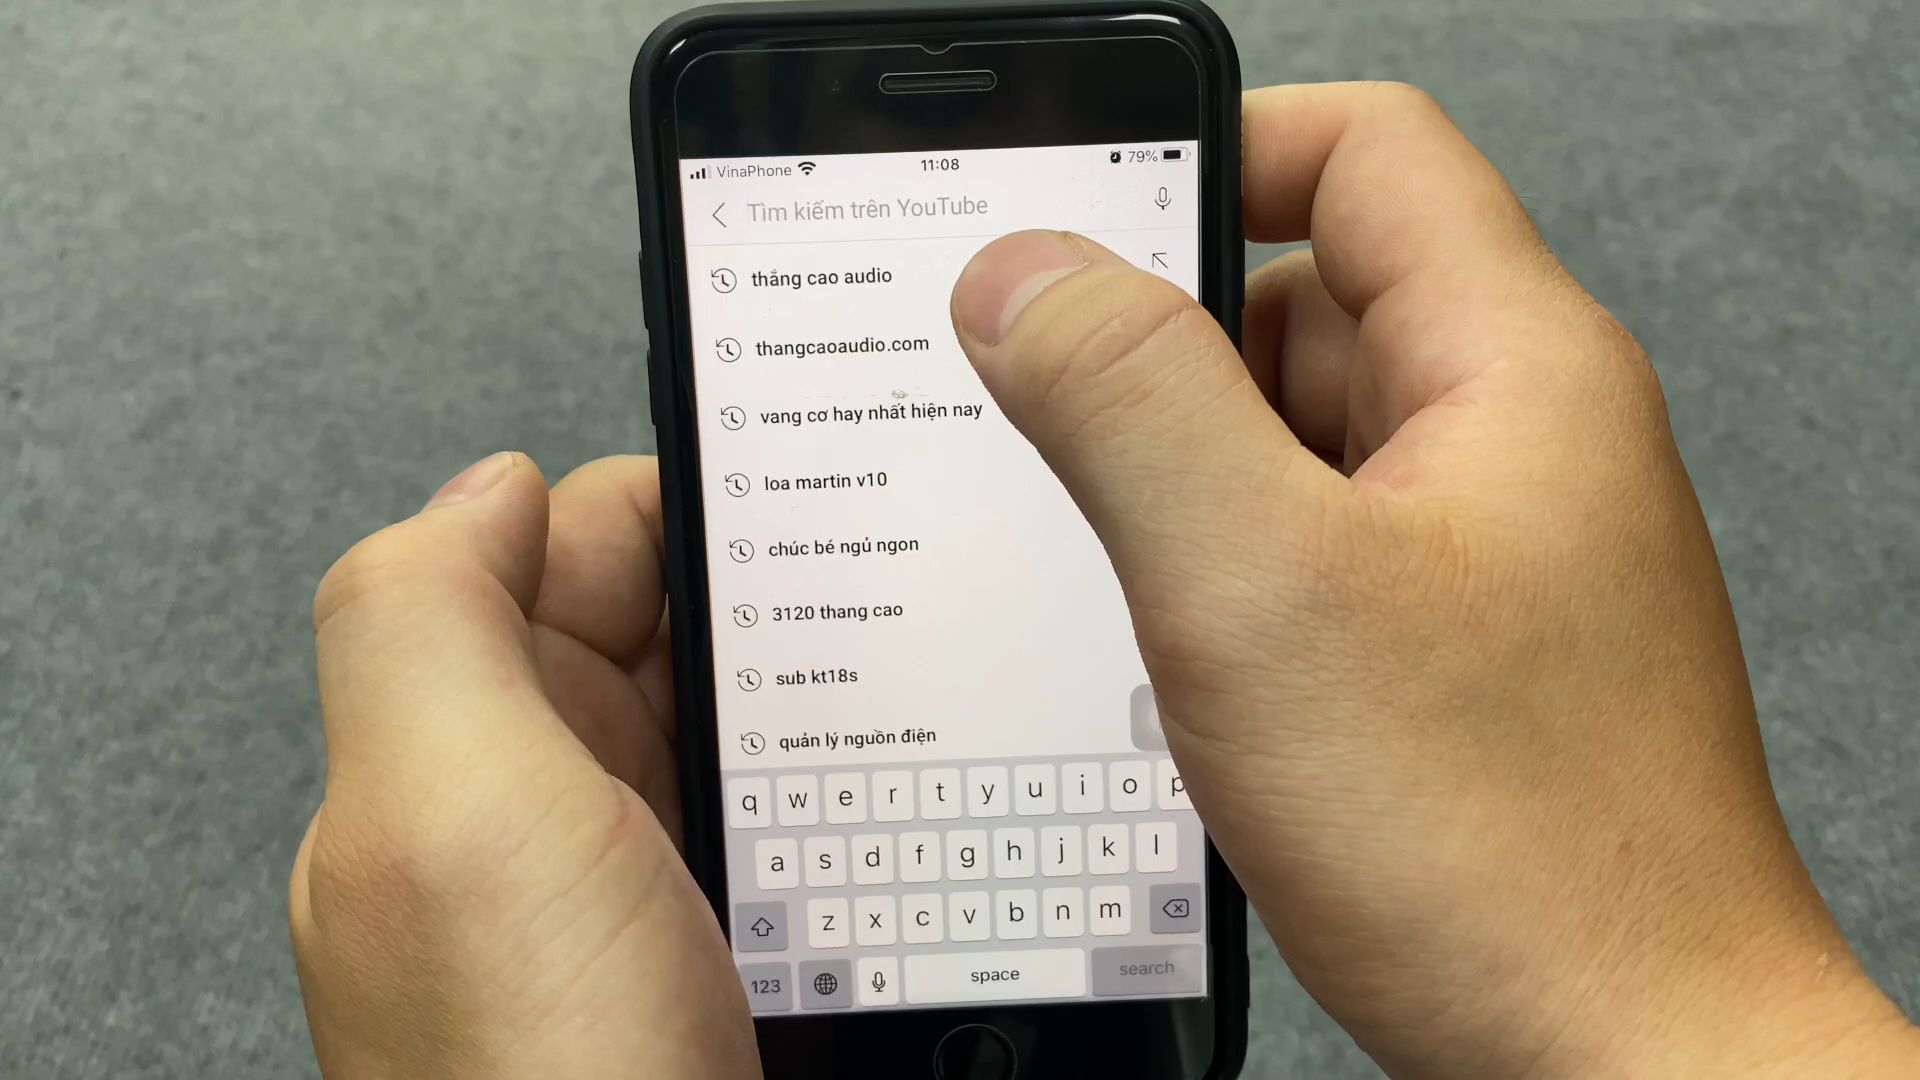 VinaPhone 11:08 79%
Tìm kiếm trên YouTube
thắng cao audio
thangcaoaudio.com
vang cơ hay nhất hiện nay
loa martin v10
chúc bé ngủ ngon
3120 thang cao
sub kt18s
quản lý nguồn điện
q w e r t y u i o p
a s d f g h j k l
z x c v b n m
123 space search